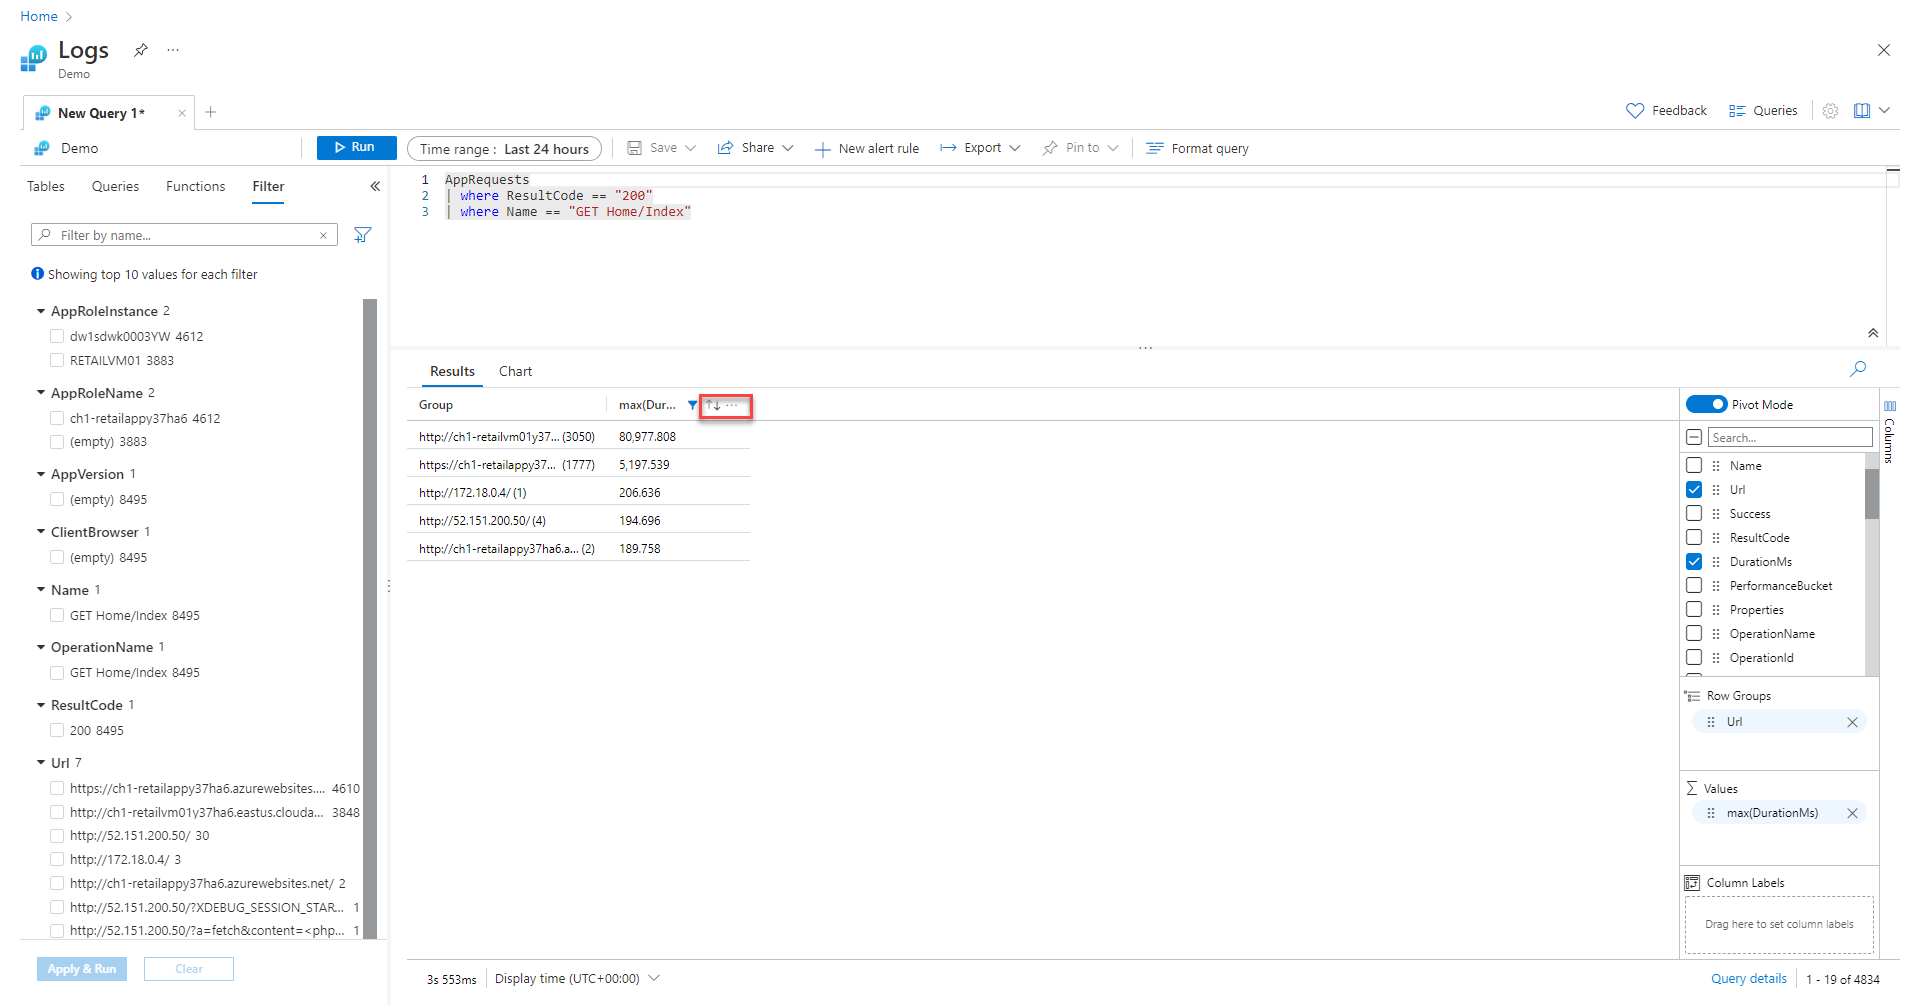 Home
Logs
Demo
New Query 1*
Feedback
Queries
Demo
Run
Time range : Last 24 hours
Save
Share
New alert rule
Export
Pin to
Format query
Tables
Queries
Functions
Filter
1 AppRequests
2 | where ResultCode == "200"
3 | where Name == "GET Home/Index"
Filter by name...
Showing top 10 values for each filter
AppRoleInstance 2
dw1sdwk0003YW 4612
RETAILVM01 3883
AppRoleName 2
ch1-retailappy37ha6 4612
(empty) 3883
AppVersion 1
(empty) 8495
ClientBrowser 1
(empty) 8495
Name 1
GET Home/Index 8495
OperationName 1
GET Home/Index 8495
ResultCode 1
200 8495
Url 7
https://ch1-retailappy37ha6.azurewebsites.... 4610
http://ch1-retailvm01y37ha6.eastus.clouda... 3848
http://52.151.200.50/ 30
http://172.18.0.4/ 3
http://ch1-retailappy37ha6.azurewebsites.net/ 2
http://52.151.200.50/?XDEBUG_SESSION_STAR... 1
http://52.151.200.50/?a=fetch&content=<php... 1
Apply & Run
Clear
Results
Chart
Group
max(Dur...
http://ch1-retailvm01y37... (3050) 80,977.808
https://ch1-retailappy37... (1777) 5,197.539
http://172.18.0.4/ (1) 206.636
http://52.151.200.50/ (4) 194.696
http://ch1-retailappy37ha6.a... (2) 189.758
Pivot Mode
Columns
Search...
Name
Url
Success
ResultCode
DurationMs
PerformanceBucket
Properties
OperationName
OperationId
Row Groups
Url
Values
max(DurationMs)
Column Labels
Drag here to set column labels
3s 553ms
Display time (UTC+00:00)
Query details
1 - 19 of 4834